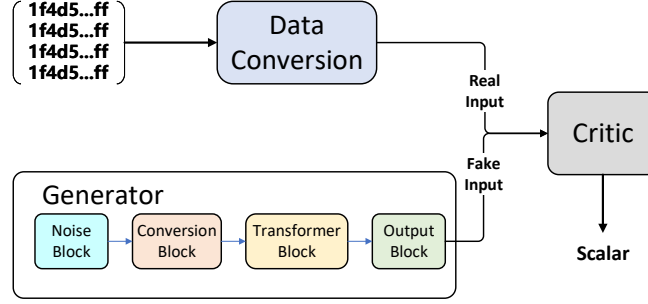 1f4d5...ff
1f4d5...ff
1f4d5...ff
1f4d5...ff
Data
Conversion
Real
Input
Critic
Fake
Input
Generator
Noise
Block
Conversion
Block
Transformer
Block
Output
Block
Scalar